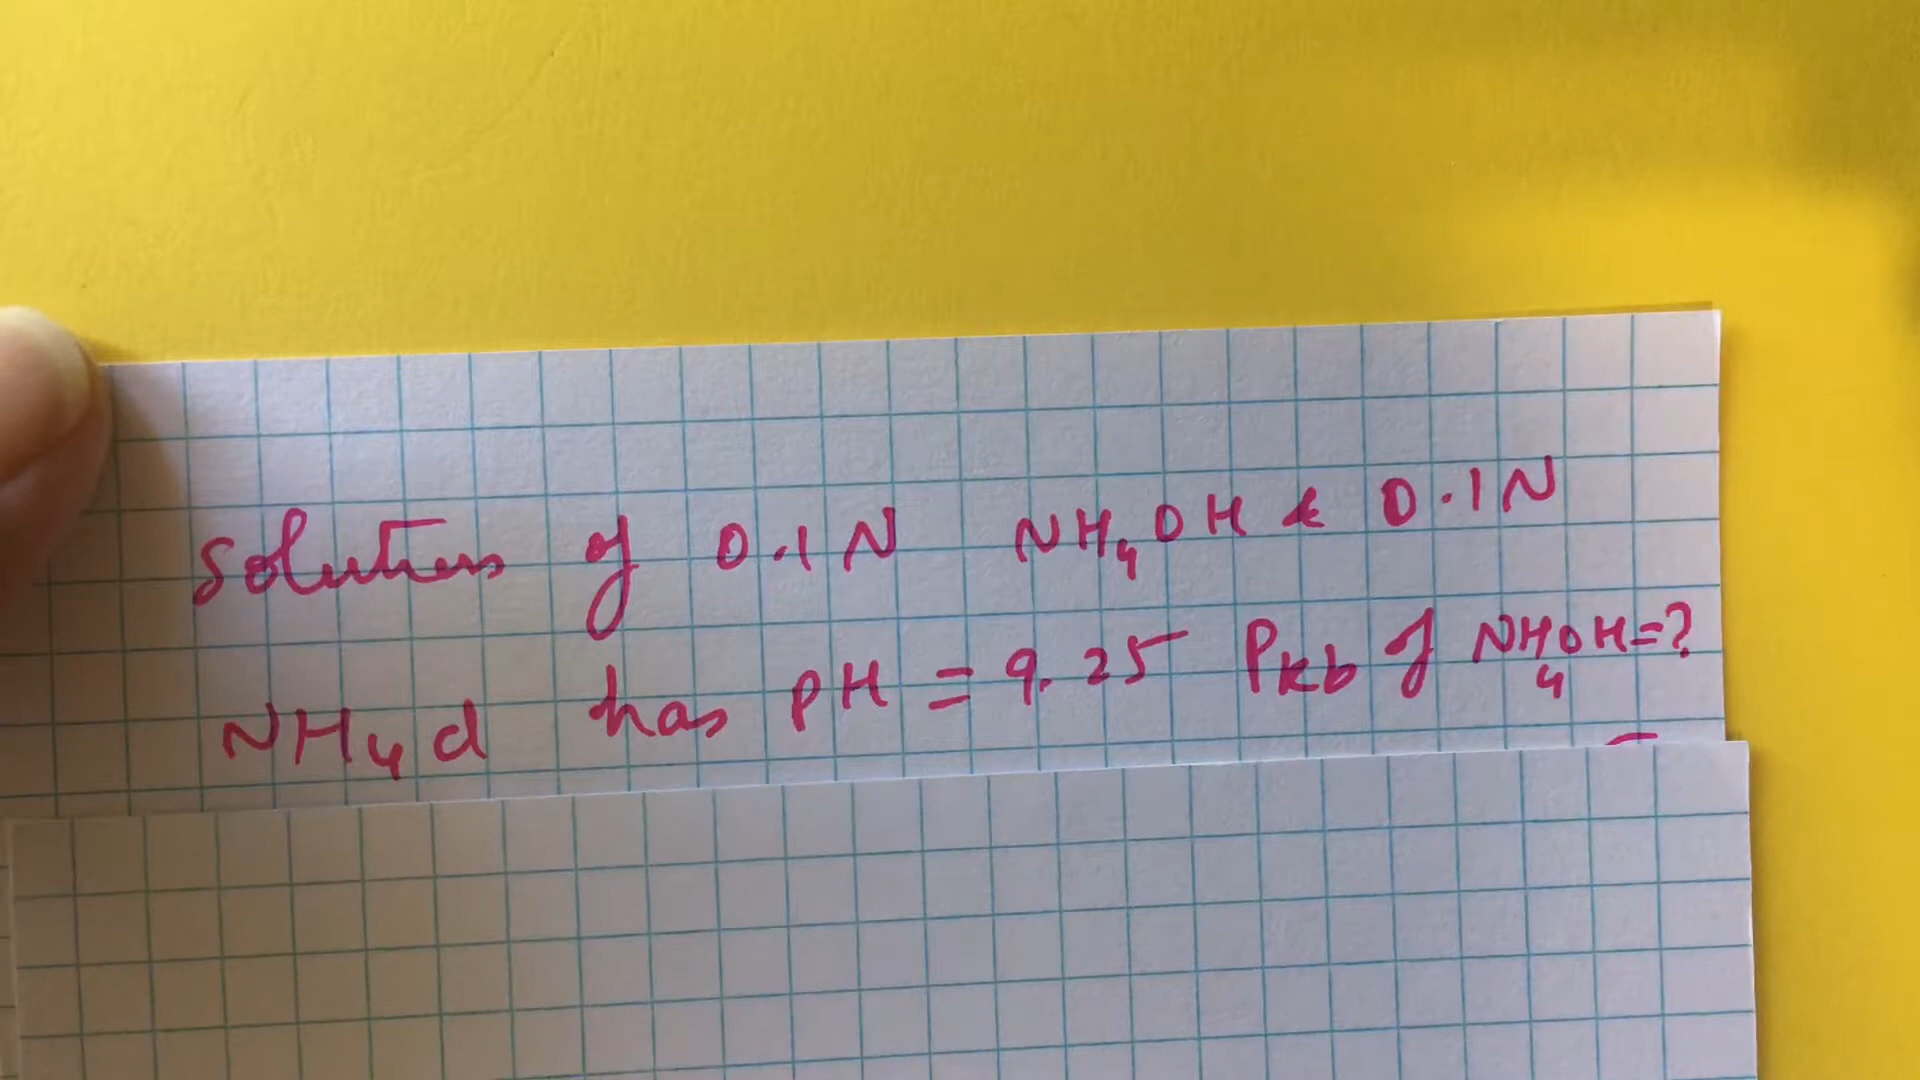 Solution of 0.1N NH4OH & 0.1N
NH4Cl has pH = 9.25 Pkb of NH4OH=?